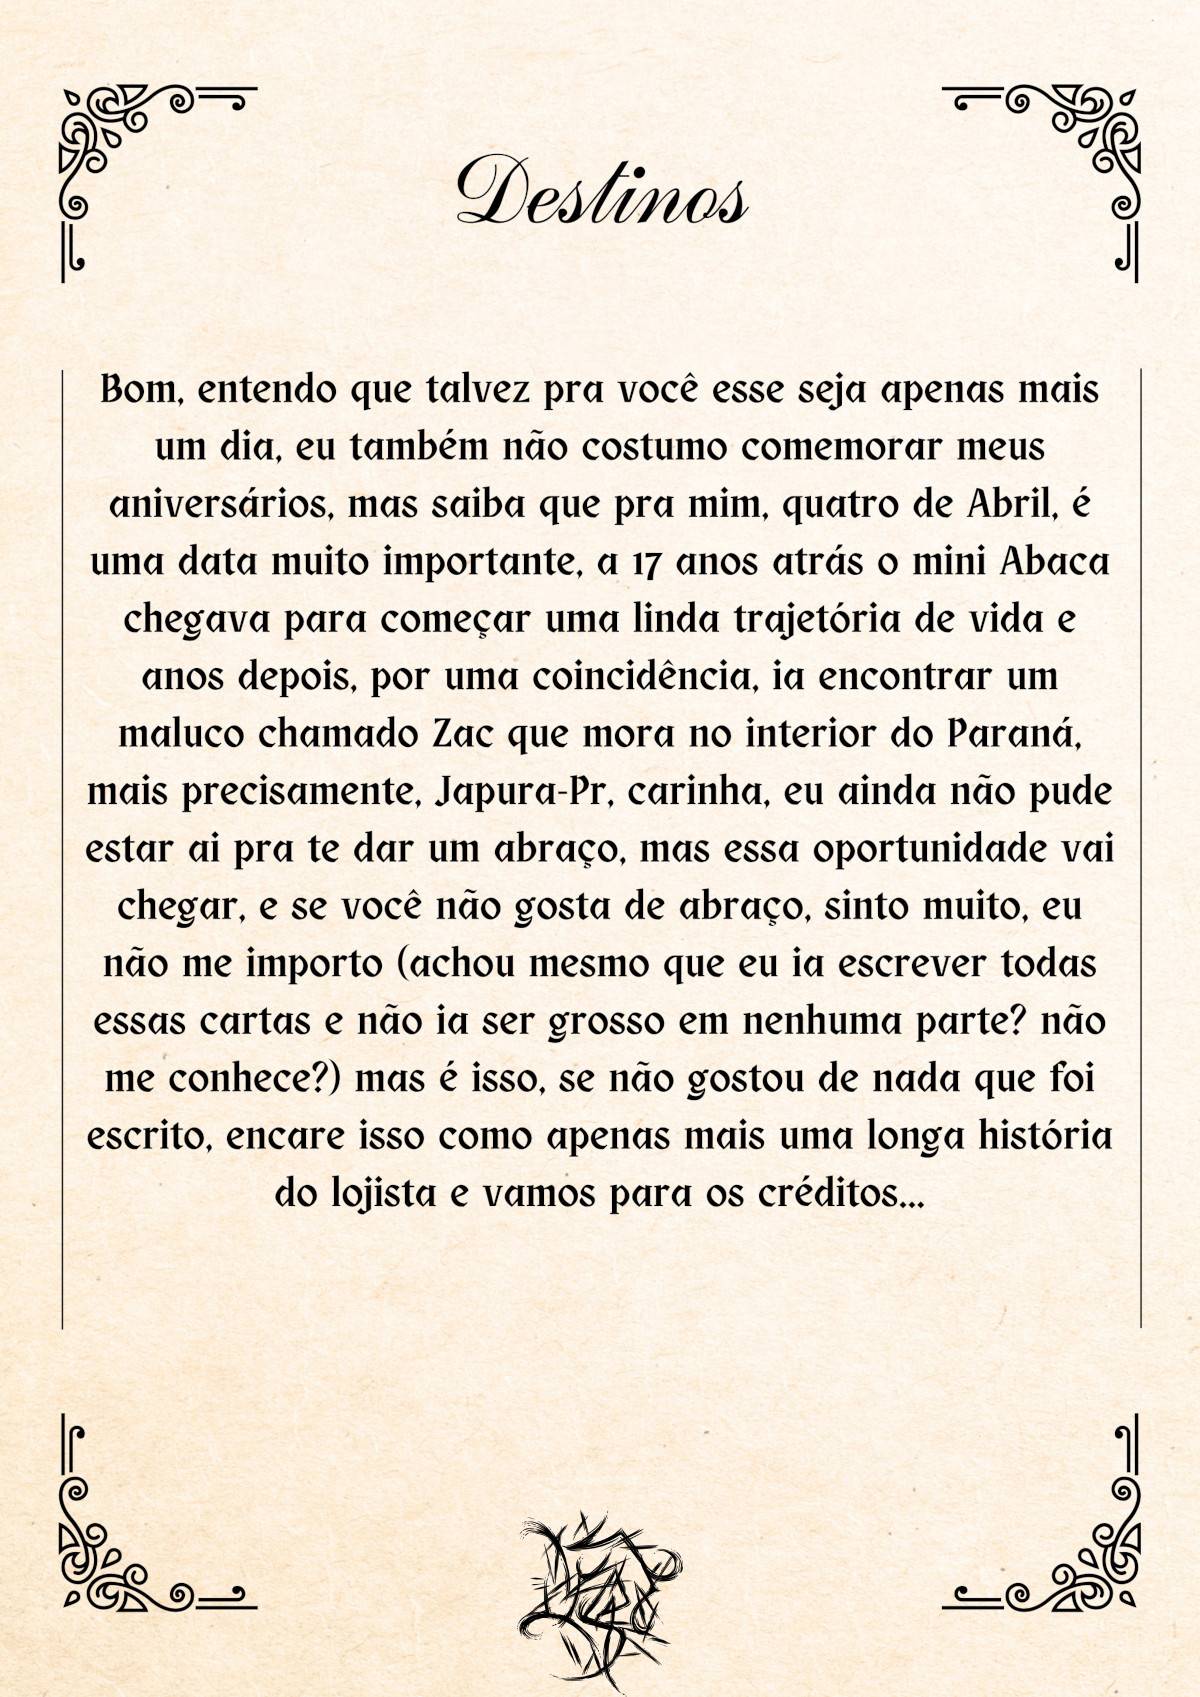 Destinos
Bom, entendo que talvez pra você esse seja apenas mais
um dia, eu também não costumo comemorar meus
aniversários, mas saiba que pra mim, quatro de Abril, é
uma data muito importante, a 17 anos atrás o mini Abaca
chegava para começar uma linda trajetória de vida e
anos depois, por uma coincidência, ia encontrar um
maluco chamado Zac que mora no interior do Paraná,
mais precisamente, Japura-Pr, carinha, eu ainda não pude
estar ai pra te dar um abraço, mas essa oportunidade vai
chegar, e se você não gosta de abraço, sinto muito, eu
não me importo (achou mesmo que eu ia escrever todas
essas cartas e não ia ser grosso em nenhuma parte? não
me conhece?) mas é isso, se não gostou de nada que foi
escrito, encare isso como apenas mais uma longa história
do lojista e vamos para os créditos...